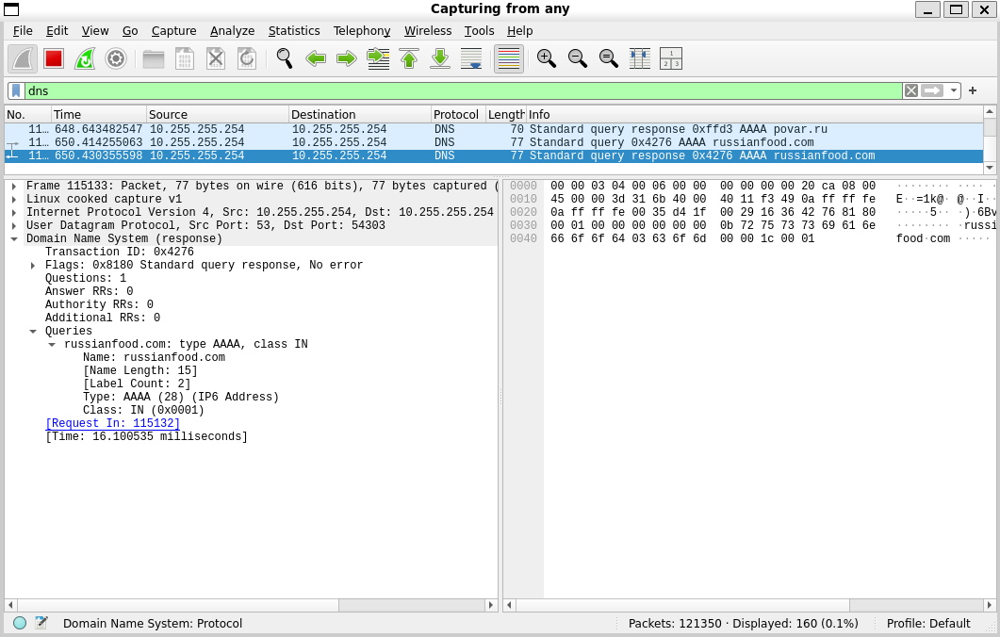 Capturing from any
File Edit View Go Capture Analyze Statistics Telephony Wireless Tools Help
dns
No. Time Source Destination Protocol Length Info
11… 648.643482547 10.255.255.254 10.255.255.254 DNS 70 Standard query response 0xffd3 AAAA povar.ru
11… 650.414255063 10.255.255.254 10.255.255.254 DNS 77 Standard query 0x4276 AAAA russianfood.com
11… 650.430355598 10.255.255.254 10.255.255.254 DNS 77 Standard query response 0x4276 AAAA russianfood.com
Frame 115133: Packet, 77 bytes on wire (616 bits), 77 bytes captured (
Linux cooked capture v1
Internet Protocol Version 4, Src: 10.255.255.254, Dst: 10.255.255.254
User Datagram Protocol, Src Port: 53, Dst Port: 54303
Domain Name System (response)
Transaction ID: 0x4276
Flags: 0x8180 Standard query response, No error
Questions: 1
Answer RRs: 0
Authority RRs: 0
Additional RRs: 0
Queries
russianfood.com: type AAAA, class IN
Name: russianfood.com
[Name Length: 15]
[Label Count: 2]
Type: AAAA (28) (IP6 Address)
Class: IN (0x0001)
[Request In: 115132]
[Time: 16.100535 milliseconds]
0000 00 00 03 04 00 06 00 00 00 00 00 00 20 ca 08 00 ········ ···· ···
0010 45 00 00 3d 31 6b 40 00 40 11 f3 49 0a ff ff fe E··=1k@· @··I····
0020 0a ff ff fe 00 35 d4 1f 00 29 16 36 42 76 81 80 ·····5·· ·)·6Bv
0030 00 01 00 00 00 00 00 00 0b 72 75 73 73 69 61 6e ········ ·russi
0040 66 6f 6f 64 03 63 6f 6d 00 00 1c 00 01 food·com ·····
Domain Name System: Protocol
Packets: 121350 · Displayed: 160 (0.1%)
Profile: Default